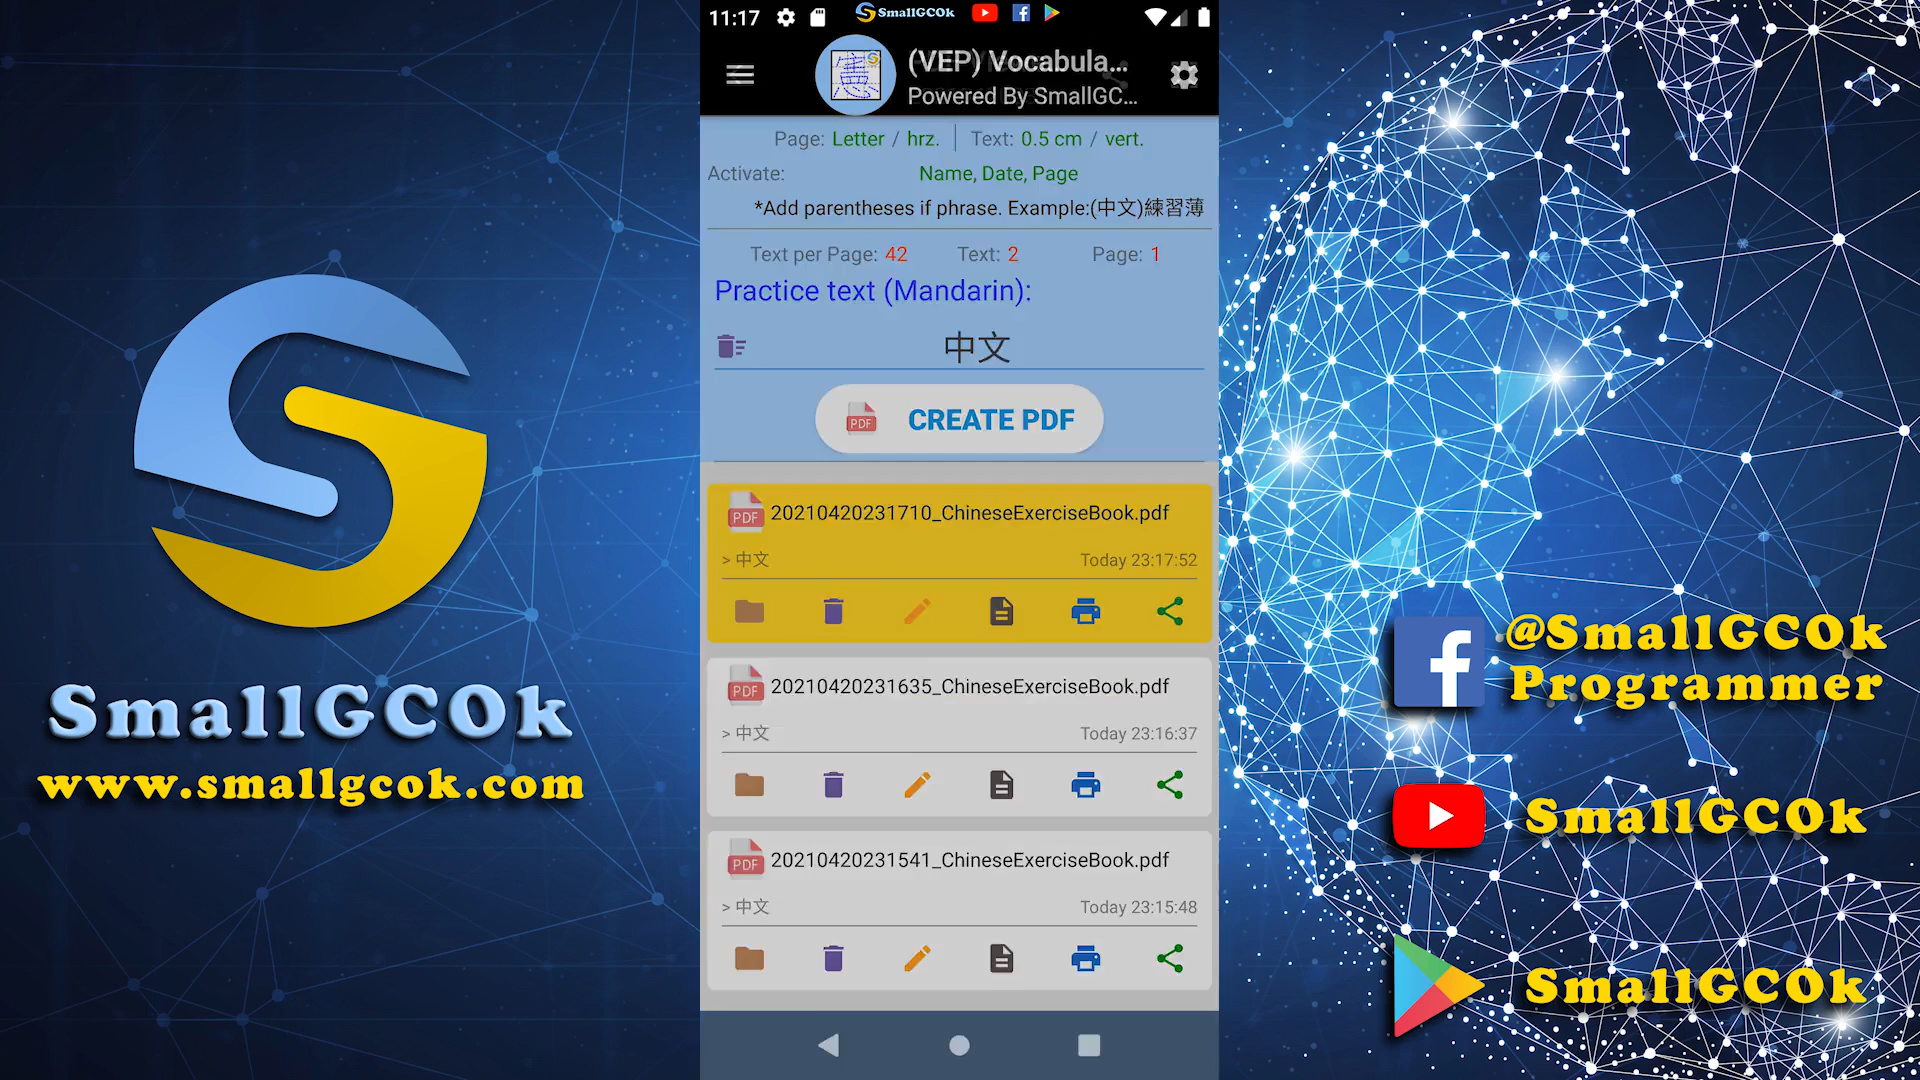 11:17
SmallGCOk
(VEP) Vocabula...
Powered By SmallGC...
Page: Letter / hrz. | Text: 0.5 cm / vert.
Activate: Name, Date, Page
*Add parentheses if phrase. Example:(中文)練習薄
Text per Page: 42 Text: 2 Page: 1
Practice text (Mandarin):
中文
PDF CREATE PDF
PDF 20210420231710_ChineseExerciseBook.pdf
> 中文 Today 23:17:52
PDF 20210420231635_ChineseExerciseBook.pdf
> 中文 Today 23:16:37
PDF 20210420231541_ChineseExerciseBook.pdf
> 中文 Today 23:15:48
SmallGCOk
www.smallgcok.com
@SmallGCOk
Programmer
SmallGCOk
SmallGCOk